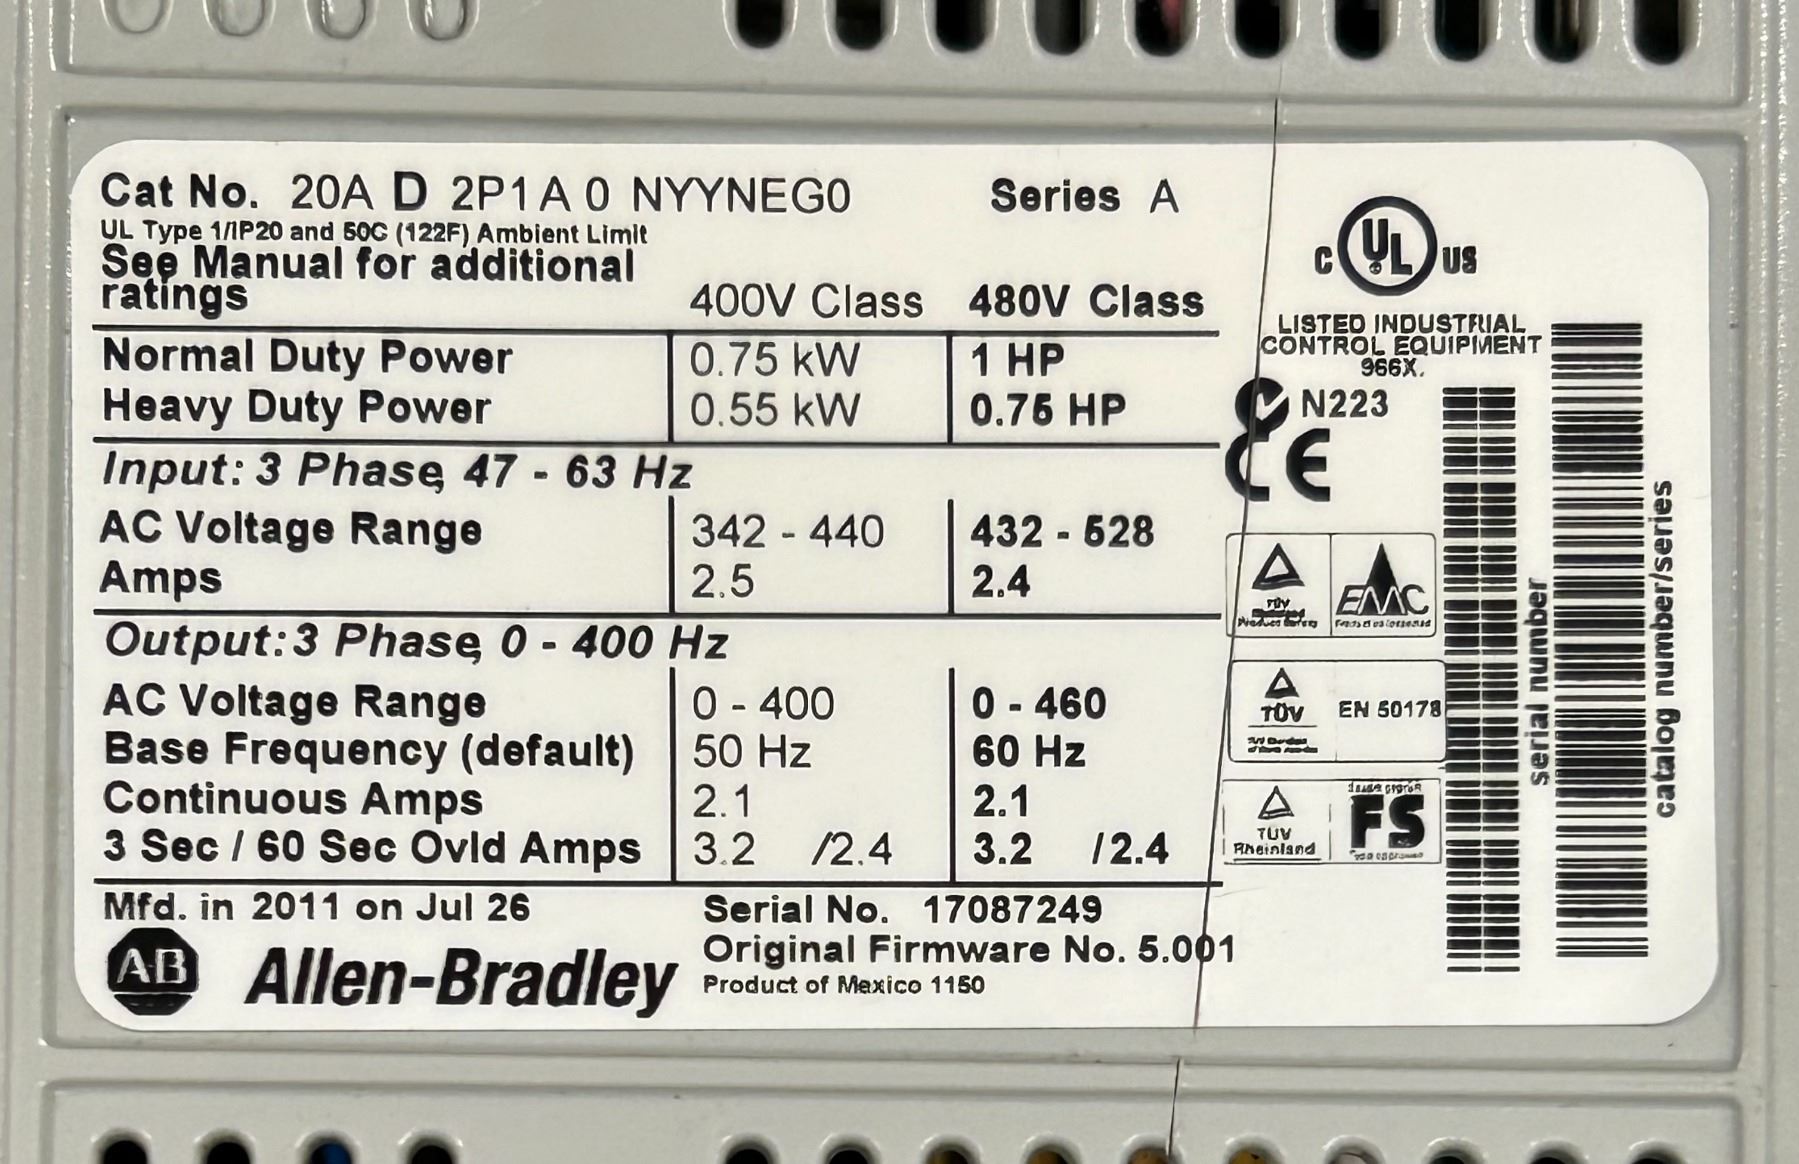 Cat No. 20A D 2P1 A 0 NYYNEG0 Series A
UL Type 1/IP20 and 50C (122F) Ambient Limit
See Manual for additional
ratings 400V Class 480V Class
Normal Duty Power 0.75 kW 1 HP
Heavy Duty Power 0.55 kW 0.75 HP
Input: 3 Phase, 47 - 63 Hz
AC Voltage Range 342 - 440 432 - 528
Amps 2.5 2.4
Output: 3 Phase, 0 - 400 Hz
AC Voltage Range 0 - 400 0 - 460
Base Frequency (default) 50 Hz 60 Hz
Continuous Amps 2.1 2.1
3 Sec / 60 Sec Ovld Amps 3.2 /2.4 3.2 /2.4
Mfd. in 2011 on Jul 26
Serial No. 17087249
Original Firmware No. 5.001
Product of Mexico 1150
AB Allen-Bradley
C UL US
LISTED INDUSTRIAL
CONTROL EQUIPMENT
966X.
N223
CE
TÜV
Product Safety
EMC
TÜV
EN 50178
TÜV
Rheinland
FS
serial number
catalog number/series